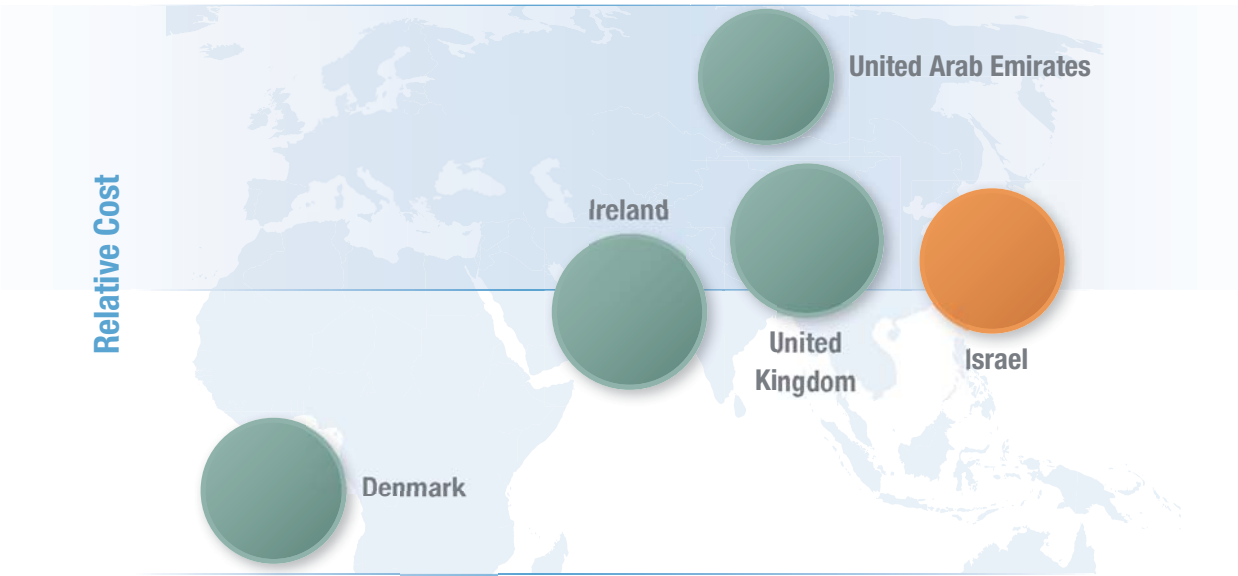 United Arab Emirates
Relative Cost
Ireland
United
Kingdom
Israel
Denmark